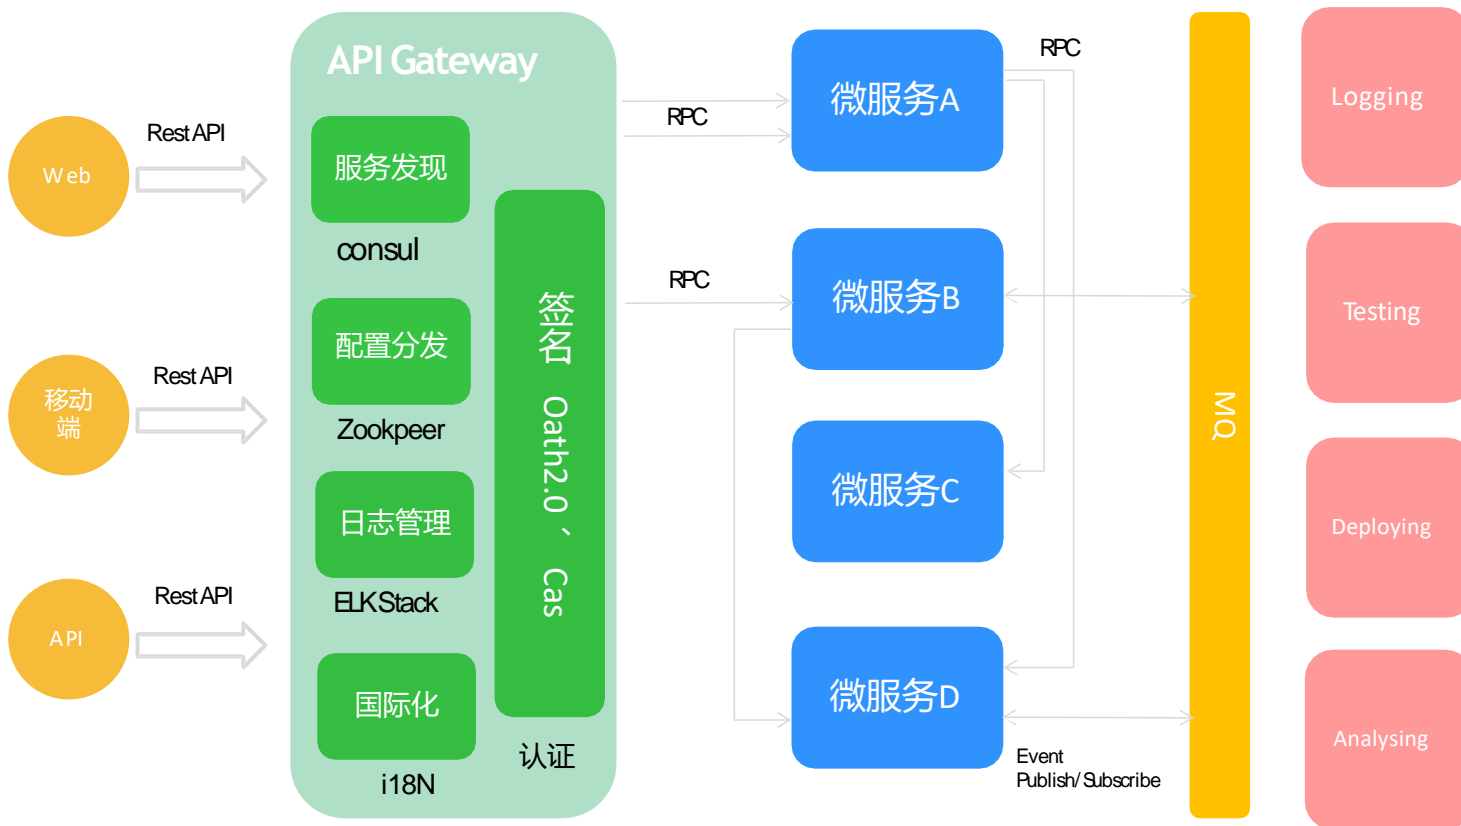 Web
Rest API
移动
端
Rest API
API
Rest API
API Gateway
服务发现
consul
配置分发
Zookpeer
日志管理
ELK Stack
国际化
i18N
签名 Oath2.0、Cas
认证
RPC
RPC
微服务A
微服务B
微服务C
微服务D
RPC
Event
Publish/Subscribe
MQ
Logging
Testing
Deploying
Analysing